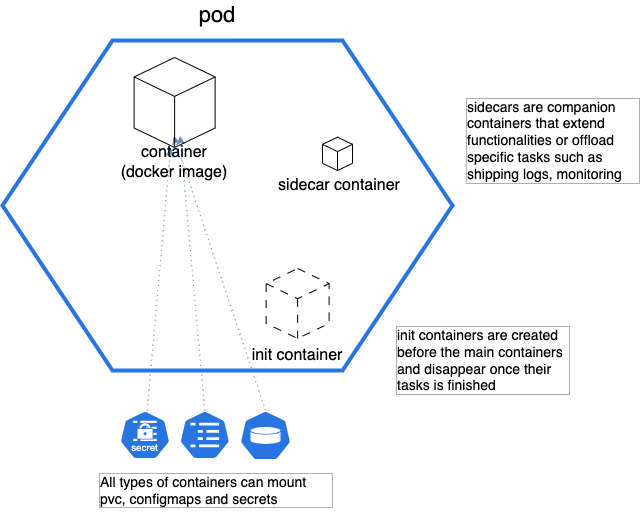 pod
container
(docker image)
sidecar container
sidecars are companion
containers that extend
functionalities or offload
specific tasks such as
shipping logs, monitoring
init container
init containers are created
before the main containers
and disappear once their
tasks is finished
secret
All types of containers can mount
pvc, configmaps and secrets